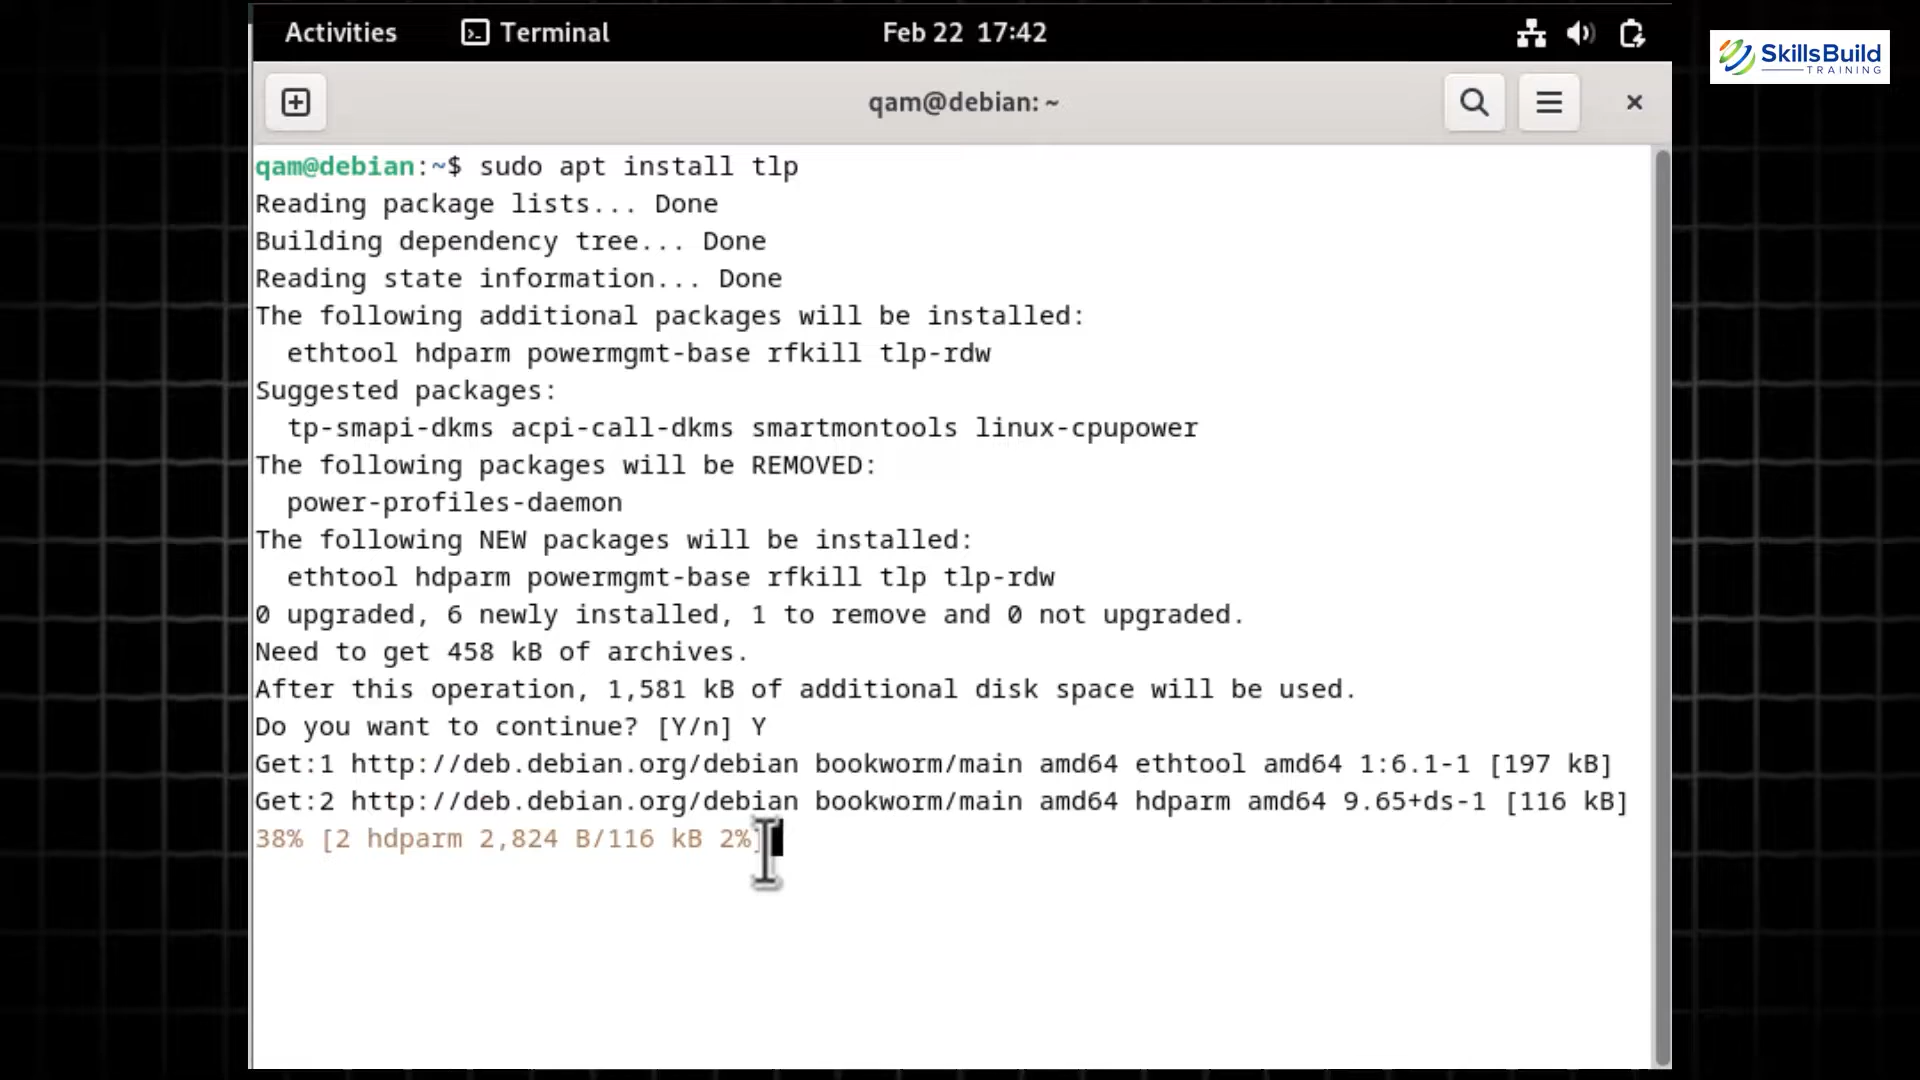 Activities Terminal Feb 22 17:42
SkillsBuild
TRAINING
qam@debian: ~
qam@debian:~$ sudo apt install tlp
Reading package lists... Done
Building dependency tree... Done
Reading state information... Done
The following additional packages will be installed:
  ethtool hdparm powermgmt-base rfkill tlp-rdw
Suggested packages:
  tp-smapi-dkms acpi-call-dkms smartmontools linux-cpupower
The following packages will be REMOVED:
  power-profiles-daemon
The following NEW packages will be installed:
  ethtool hdparm powermgmt-base rfkill tlp tlp-rdw
0 upgraded, 6 newly installed, 1 to remove and 0 not upgraded.
Need to get 458 kB of archives.
After this operation, 1,581 kB of additional disk space will be used.
Do you want to continue? [Y/n] Y
Get:1 http://deb.debian.org/debian bookworm/main amd64 ethtool amd64 1:6.1-1 [197 kB]
Get:2 http://deb.debian.org/debian bookworm/main amd64 hdparm amd64 9.65+ds-1 [116 kB]
38% [2 hdparm 2,824 B/116 kB 2%]